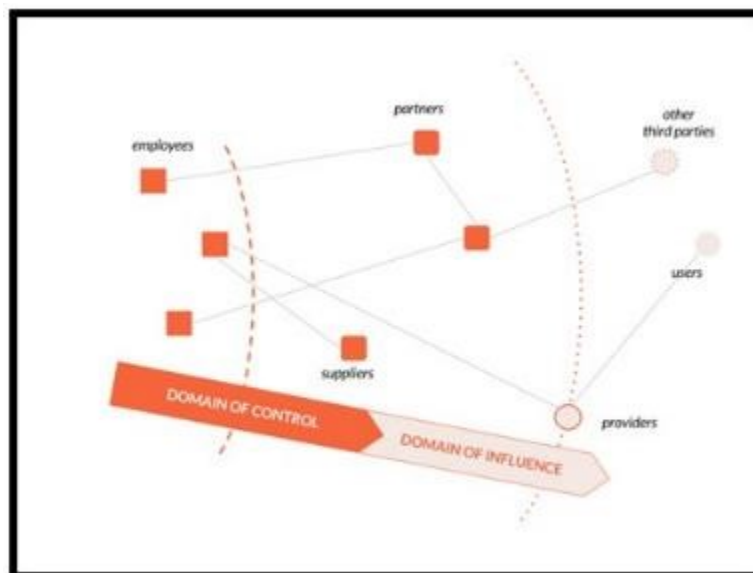 partners
other
third parties
employees
users
suppliers
DOMAIN OF CONTROL
DOMAIN OF INFLUENCE
providers